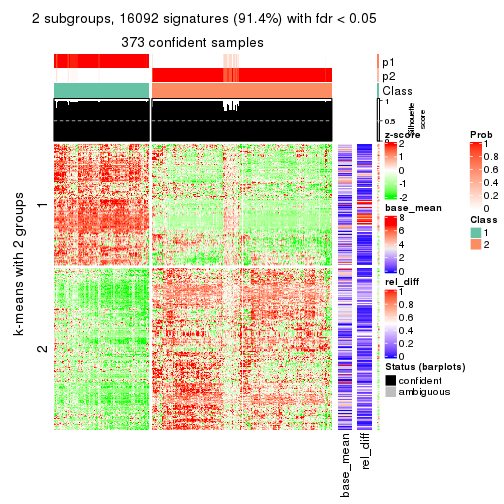 2 subgroups, 16092 signatures (91.4%) with fdr < 0.05
373 confident samples
p1
p2
Class
1
0.5
0
Silhouette
score
k-means with 2 groups
1
2
base_mean
rel_diff
z-score
2
1
0
-1
-2
base_mean
8
6
4
2
0
rel_diff
1
0.8
0.6
0.4
0.2
0
Status (barplots)
confident
ambiguous
Prob
1
0.8
0.6
0.4
0.2
0
Class
1
2